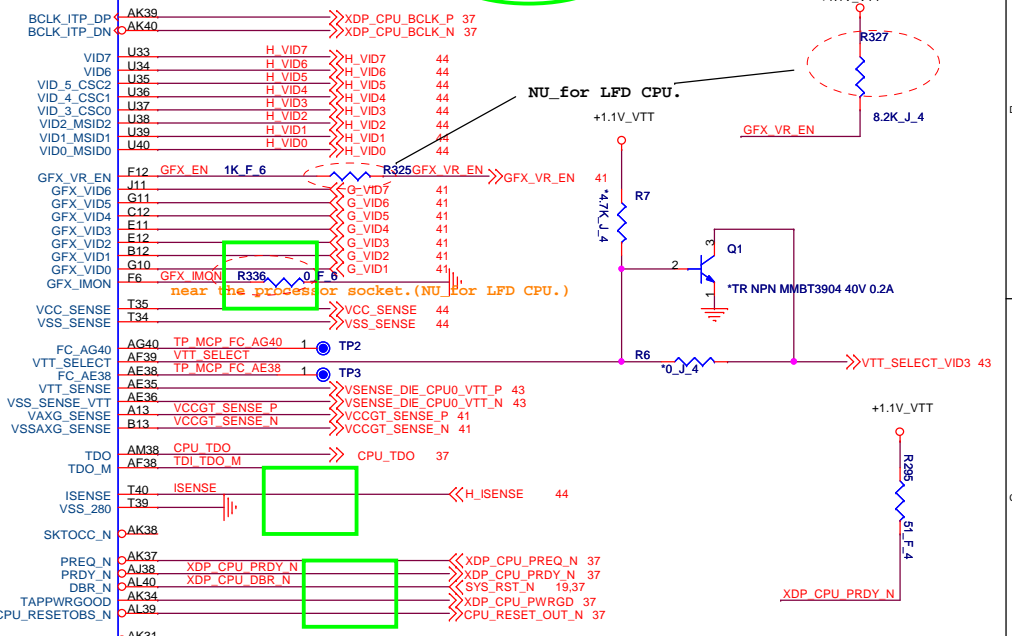 BCLK_ITP_DP AK39 XDP_CPU_BCLK_P 37
BCLK_ITP_DN AK40 XDP_CPU_BCLK_N 37
VID7 U33 H_VID7 H_VID7 44
VID6 U34 H_VID6 H_VID6 44
VID_5_CSC2 U35 H_VID5 H_VID5 44
VID_4_CSC1 U36 H_VID4 H_VID4 44
VID_3_CSC0 U37 H_VID3 H_VID3 44
VID2_MSID2 U38 H_VID2 H_VID2 44
VID1_MSID1 U39 H_VID1 H_VID1 44
VID0_MSID0 U40 H_VID0 H_VID0 44
NU_for LFD CPU.
R327
8.2K_J_4
GFX_VR_EN
GFX_VR_EN F12 GFX_EN 1K_F_6 R325 GFX_VR_EN GFX_VR_EN 41
GFX_VID6 J11 G_VID7 41
GFX_VID5 G11 G_VID6 41
GFX_VID4 C12 G_VID5 41
GFX_VID3 E11 G_VID4 41
GFX_VID2 E12 G_VID3 41
GFX_VID1 B12 G_VID2 41
GFX_VID0 G10 G_VID1 41
GFX_IMON F6 GFX_IMON R336 0_F_6
near the processor socket.(NU_for LFD CPU.)
+1.1V_VTT
R7
*4.7K_J_4
3
2
1
Q1
*TR NPN MMBT3904 40V 0.2A
VCC_SENSE T35 VCC_SENSE 44
VSS_SENSE T34 VSS_SENSE 44
FC_AG40 AG40 TP_MCP_FC_AG40 1 TP2
VTT_SELECT AF39 VTT_SELECT R6 *0_J_4 VTT_SELECT_VID3 43
FC_AE38 AE38 TP_MCP_FC_AE38 1 TP3
VTT_SENSE AE35 VSENSE_DIE_CPU0_VTT_P 43
VSS_SENSE_VTT AE36 VSENSE_DIE_CPU0_VTT_N 43
VAXG_SENSE A13 VCCGT_SENSE_P VCCGT_SENSE_P 41
VSSAXG_SENSE B13 VCCGT_SENSE_N VCCGT_SENSE_N 41
TDO AM38 CPU_TDO CPU_TDO 37
TDO_M AF38 TDI_TDO_M
ISENSE T40 ISENSE H_ISENSE 44
VSS_280 T39
SKTOCC_N AK38
PREQ_N AK37 XDP_CPU_PREQ_N 37
PRDY_N AJ38 XDP_CPU_PRDY_N XDP_CPU_PRDY_N 37
DBR_N AL40 XDP_CPU_DBR_N SYS_RST_N 19,37
TAPPWRGOOD AK34 XDP_CPU_PWRGD 37
CPU_RESETOBS_N AL39 CPU_RESET_OUT_N 37
+1.1V_VTT
R295
51_F_4
XDP_CPU_PRDY_N